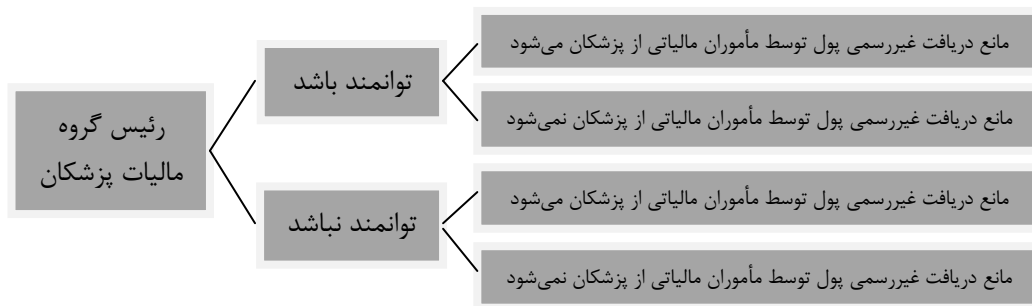 رئیس گروه
مالیات پزشکان
توانمند باشد
مانع دریافت غیررسمی پول توسط مأموران مالیاتی از پزشکان می‌شود
مانع دریافت غیررسمی پول توسط مأموران مالیاتی از پزشکان نمی‌شود
توانمند نباشد
مانع دریافت غیررسمی پول توسط مأموران مالیاتی از پزشکان می‌شود
مانع دریافت غیررسمی پول توسط مأموران مالیاتی از پزشکان نمی‌شود